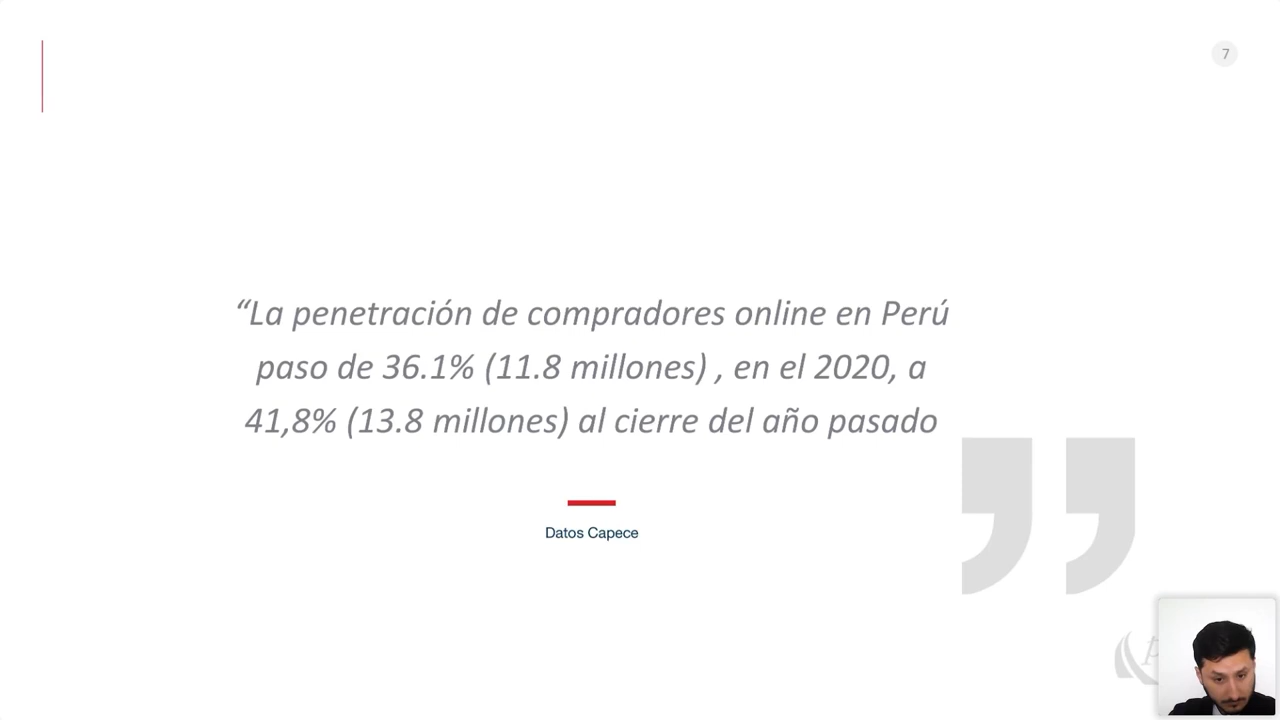 7
“La penetración de compradores online en Perú
paso de 36.1% (11.8 millones) , en el 2020, a
41,8% (13.8 millones) al cierre del año pasado
”
Datos Capece